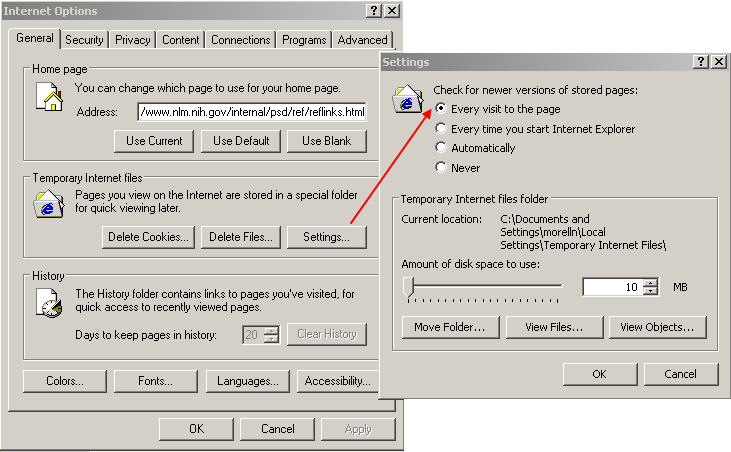 Internet Options
General
Security
Privacy
Content
Connections
Programs
Advanced
Home page
You can change which page to use for your home page.
Address: /www.nlm.nih.gov/internal/psd/ref/reflinks.html
Use Current
Use Default
Use Blank
Temporary Internet files
Pages you view on the Internet are stored in a special folder
for quick viewing later.
Delete Cookies...
Delete Files...
Settings...
History
The History folder contains links to pages you've visited, for
quick access to recently viewed pages.
Days to keep pages in history: 20
Clear History
Colors...
Fonts...
Languages...
Accessibility...
OK
Cancel
Apply
Settings
Check for newer versions of stored pages:
Every visit to the page
Every time you start Internet Explorer
Automatically
Never
Temporary Internet files folder
Current location: C:\Documents and
Settings\morelln\Local
Settings\Temporary Internet Files\
Amount of disk space to use:
10 MB
Move Folder...
View Files...
View Objects...
OK
Cancel